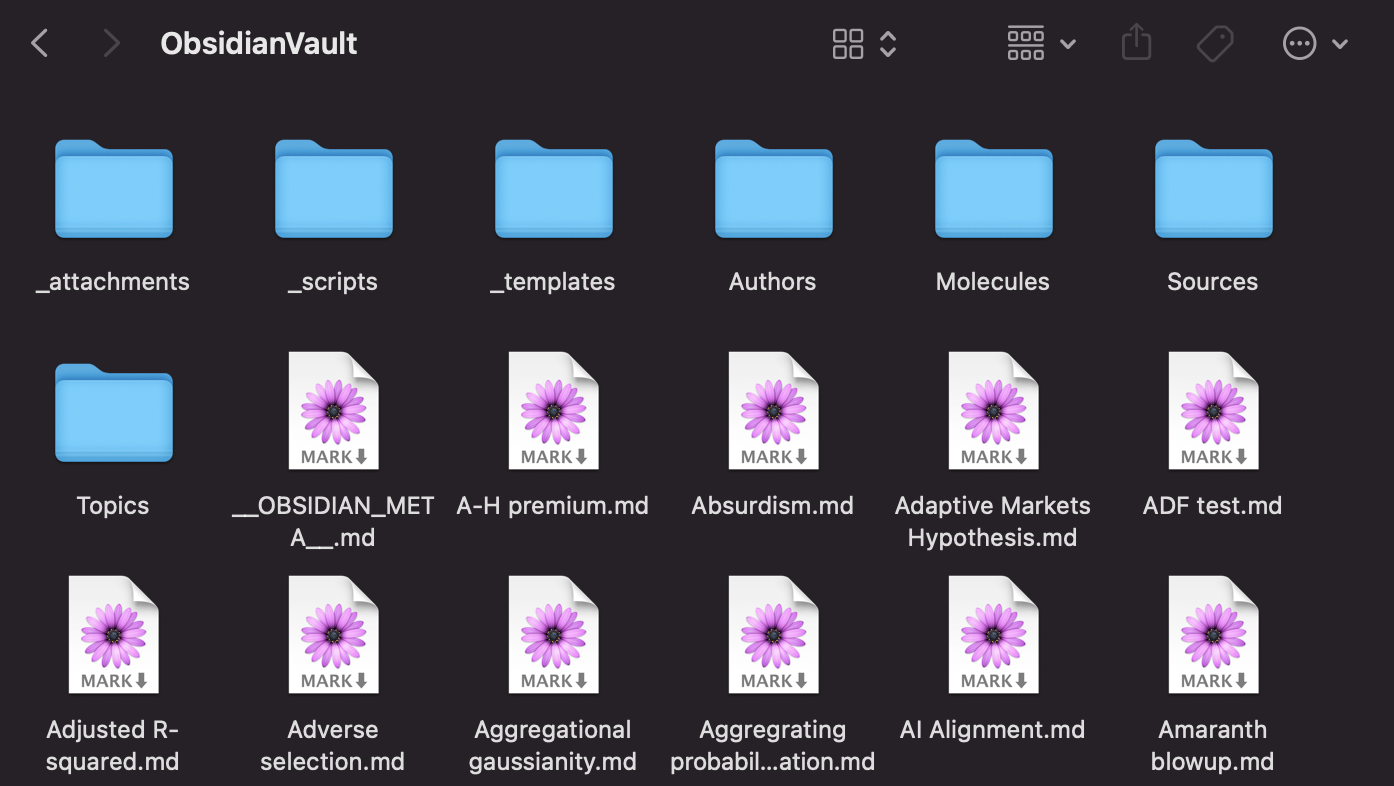 ObsidianVault
_attachments
_scripts
_templates
Authors
Molecules
Sources
MARK
MARK
MARK
MARK
MARK
Topics
__OBSIDIAN_MET
A__.md
A-H premium.md
Absurdism.md
Adaptive Markets
Hypothesis.md
ADF test.md
MARK
MARK
MARK
MARK
MARK
MARK
Adjusted R-
squared.md
Adverse
selection.md
Aggregational
gaussianity.md
Aggregrating
probabil...ation.md
AI Alignment.md
Amaranth
blowup.md